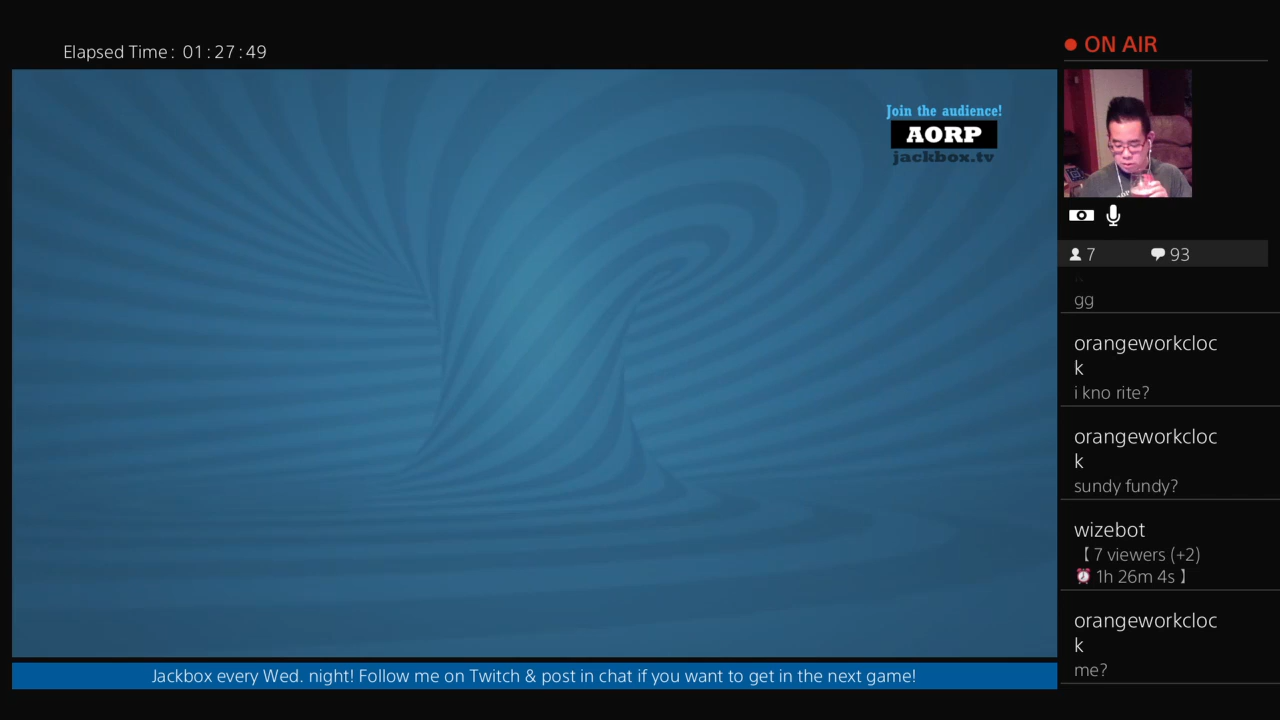 Elapsed Time: 01:27:49
ON AIR
Join the audience!
AORP
jackbox.tv
7 93
gg
orangeworkcloc
k
i kno rite?
orangeworkcloc
k
sundy fundy?
wizebot
【 7 viewers (+2)
⏰ 1h 26m 4s 】
orangeworkcloc
k
me?
Jackbox every Wed. night! Follow me on Twitch & post in chat if you want to get in the next game!